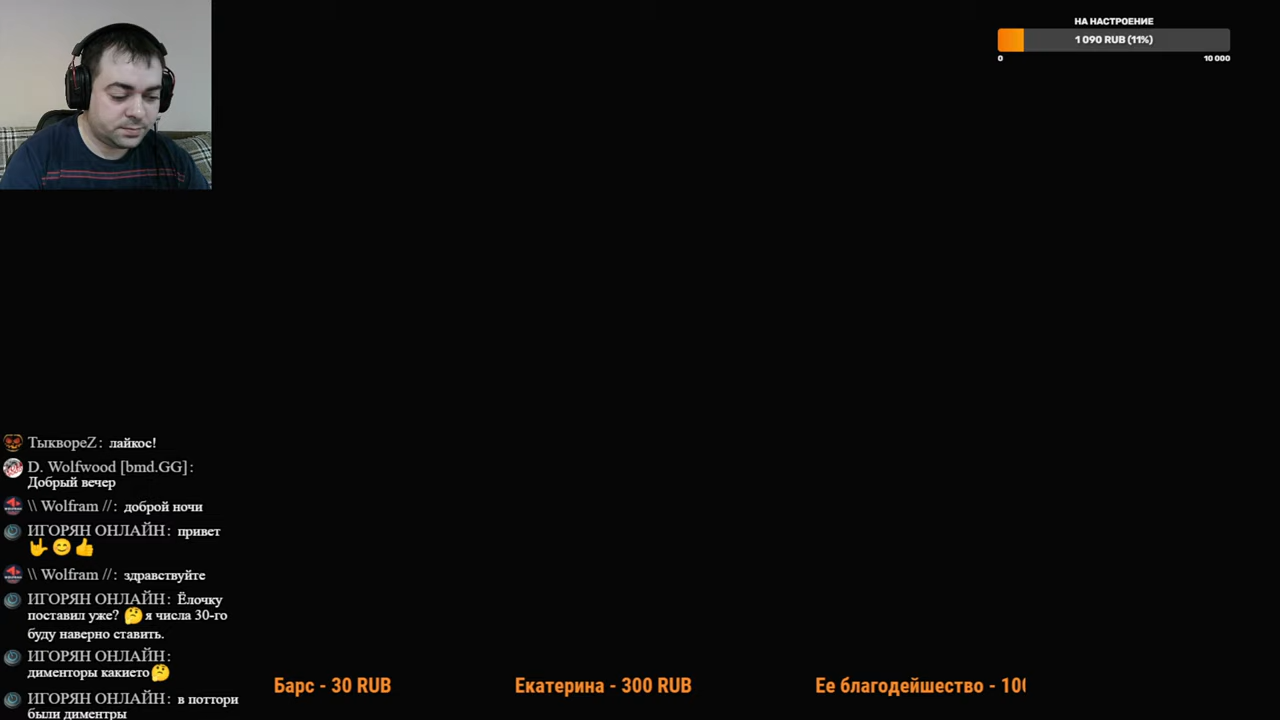 НА НАСТРОЕНИЕ
1 090 RUB (11%)
0
10 000
ТыквореZ: лайкос!
D. Wolfwood [bmd.GG]:
Добрый вечер
\\ Wolfram //: доброй ночи
ИГОРЯН ОНЛАЙН: привет
🤟😊👍
\\ Wolfram //: здравствуйте
ИГОРЯН ОНЛАЙН: Ёлочку
поставил уже? 🤔 я числа 30-го
буду наверно ставить.
ИГОРЯН ОНЛАЙН:
дименторы какието🤔
ИГОРЯН ОНЛАЙН: в поттори
были диментры
Барс - 30 RUB
Екатерина - 300 RUB
Ее благодейшество - 100